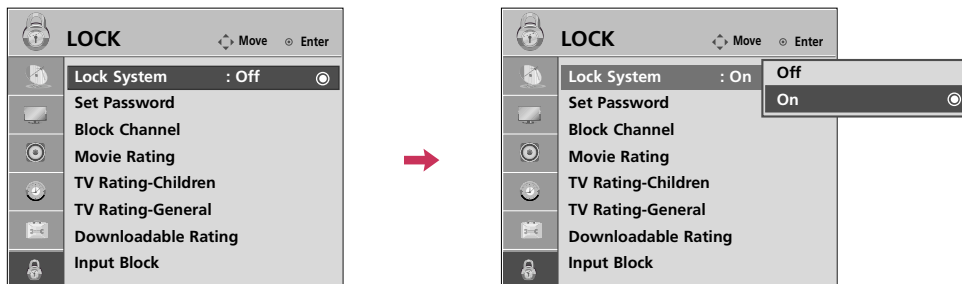 LOCK Move Enter
Lock System : Off
Set Password
Block Channel
Movie Rating
TV Rating-Children
TV Rating-General
Downloadable Rating
Input Block
LOCK Move Enter
Lock System : On
Off
On
Set Password
Block Channel
Movie Rating
TV Rating-Children
TV Rating-General
Downloadable Rating
Input Block